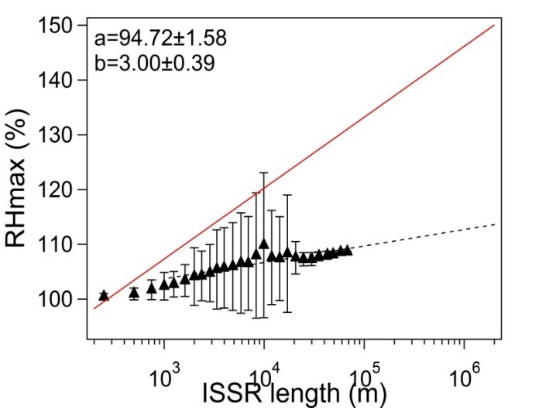 a=94.72±1.58
b=3.00±0.39
RHmax (%)
150
140
130
120
110
100
10³ 10⁴ 10⁵ 10⁶
ISSR length (m)